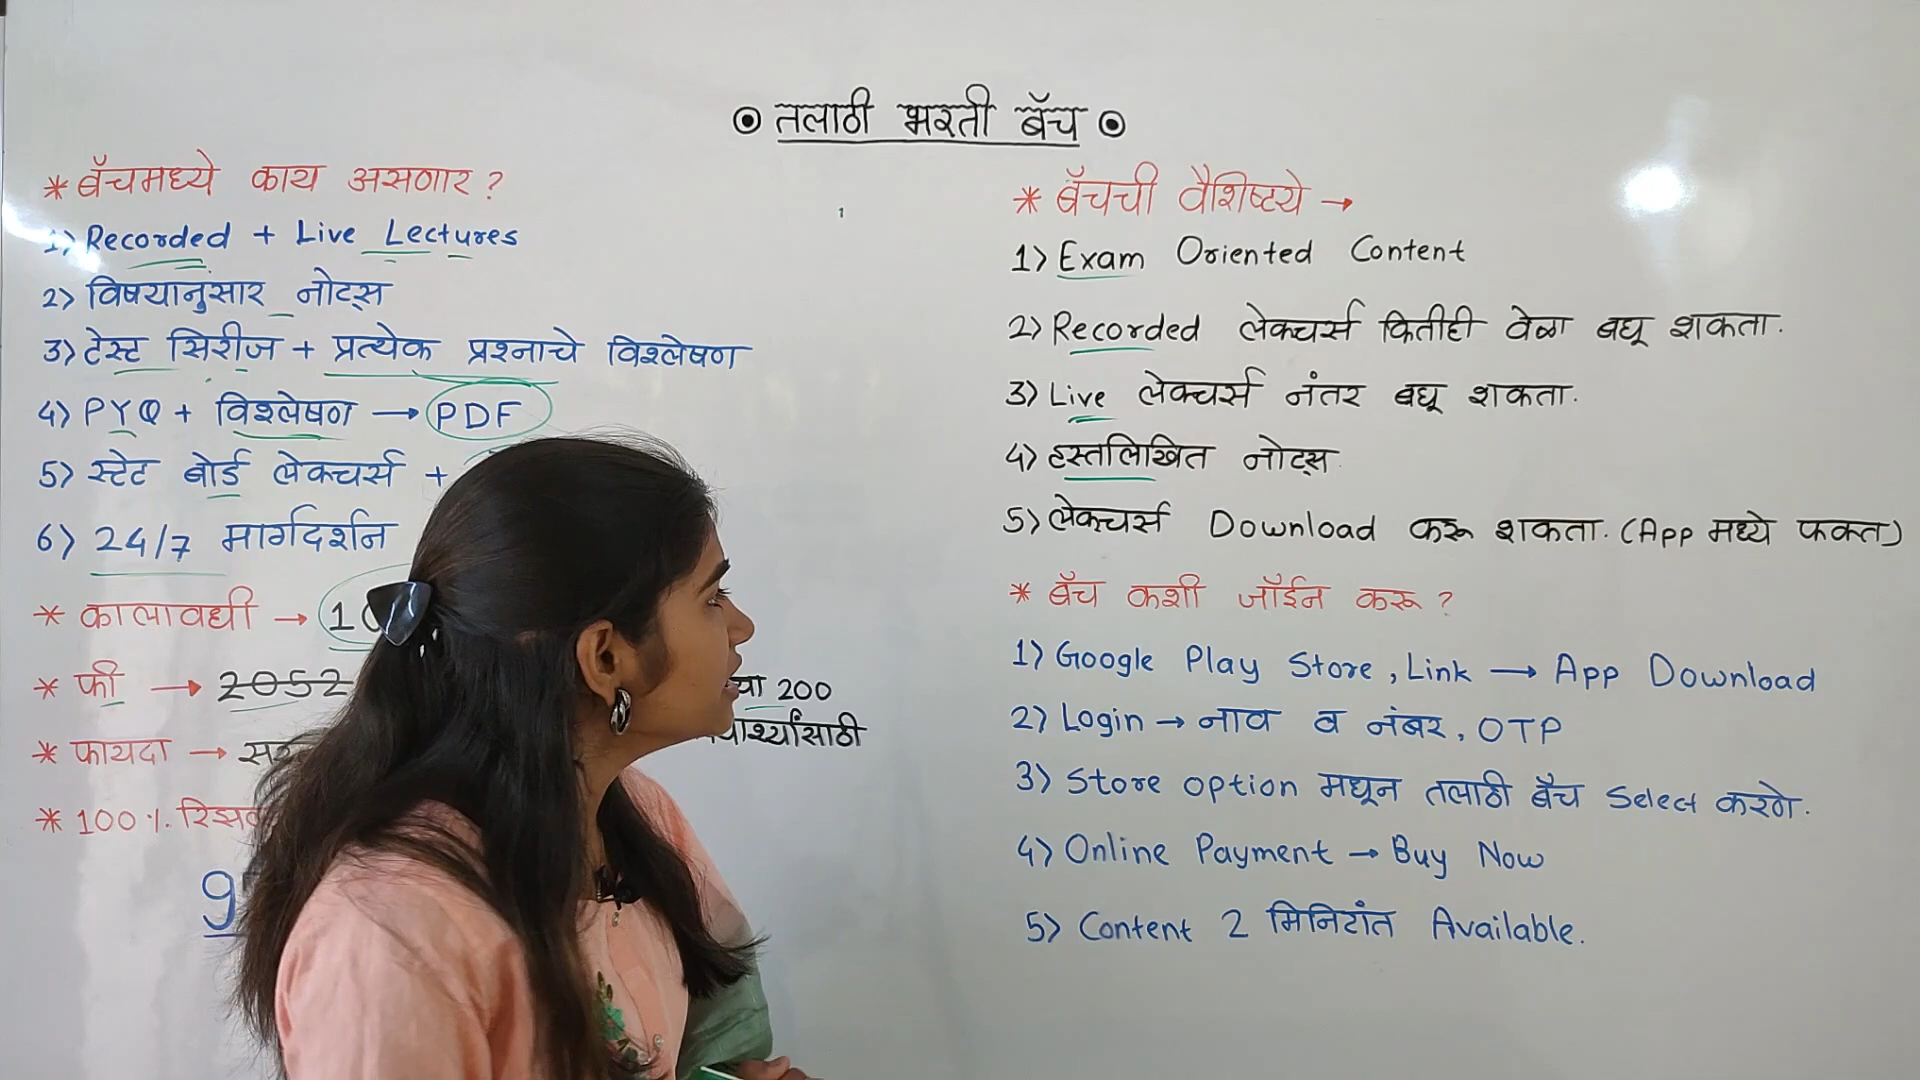 तलाठी भरती बॅच
* बॅचमध्ये काय असणार?
1) Recorded + Live Lectures
2) विषयानुसार नोट्स
3) टेस्ट सिरीज + प्रत्येक प्रश्नाचे विश्लेषण
4) PYQ + विश्लेषण → PDF
5) स्टेट बोर्ड लेक्चर्स +
6) 24/7 मार्गदर्शन
* कालावधी →
* फी → 2052
200
* फायदा →
* 100%.
* बॅचची वैशिष्ट्ये →
1) Exam Oriented Content
2) Recorded लेक्चर्स कितीही वेळा बघू शकता.
3) Live लेक्चर्स नंतर बघू शकता.
4) हस्तलिखित नोट्स.
5) लेक्चर्स Download करू शकता. (App मध्ये फक्त)
* बॅच कशी जॉईन करू?
1) Google Play Store, Link → App Download
2) Login → नाव व नंबर, OTP
3) Store option मधून तलाठी बॅच Select करणे.
4) Online Payment → Buy Now
5) Content 2 मिनिटांत Available.